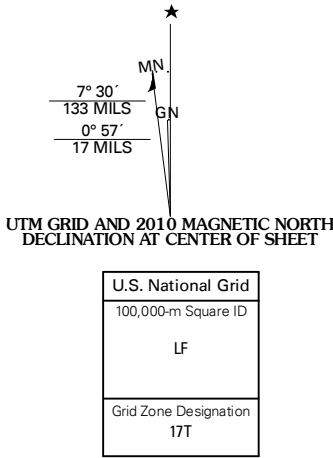 MN
7° 30´
133 MILS
GN
0° 57´
17 MILS
UTM GRID AND 2010 MAGNETIC NORTH
DECLINATION AT CENTER OF SHEET
U.S. National Grid
100,000-m Square ID
LF
Grid Zone Designation
17T